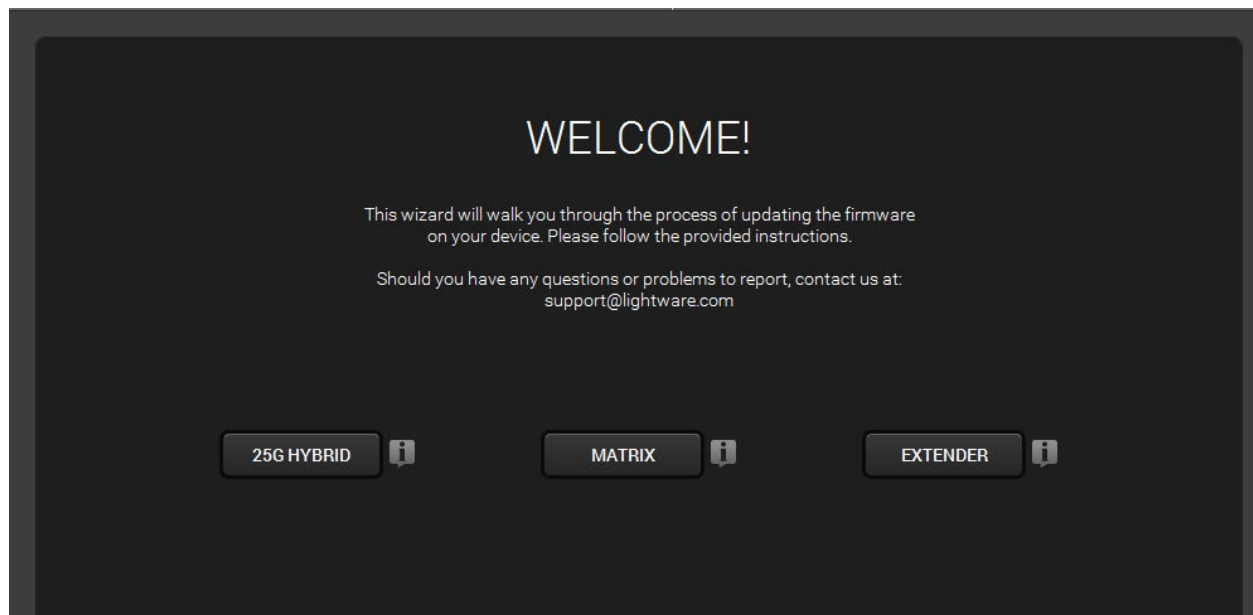 WELCOME!
This wizard will walk you through the process of updating the firmware
on your device. Please follow the provided instructions.
Should you have any questions or problems to report, contact us at:
support@lightware.com
25G HYBRID
MATRIX
EXTENDER